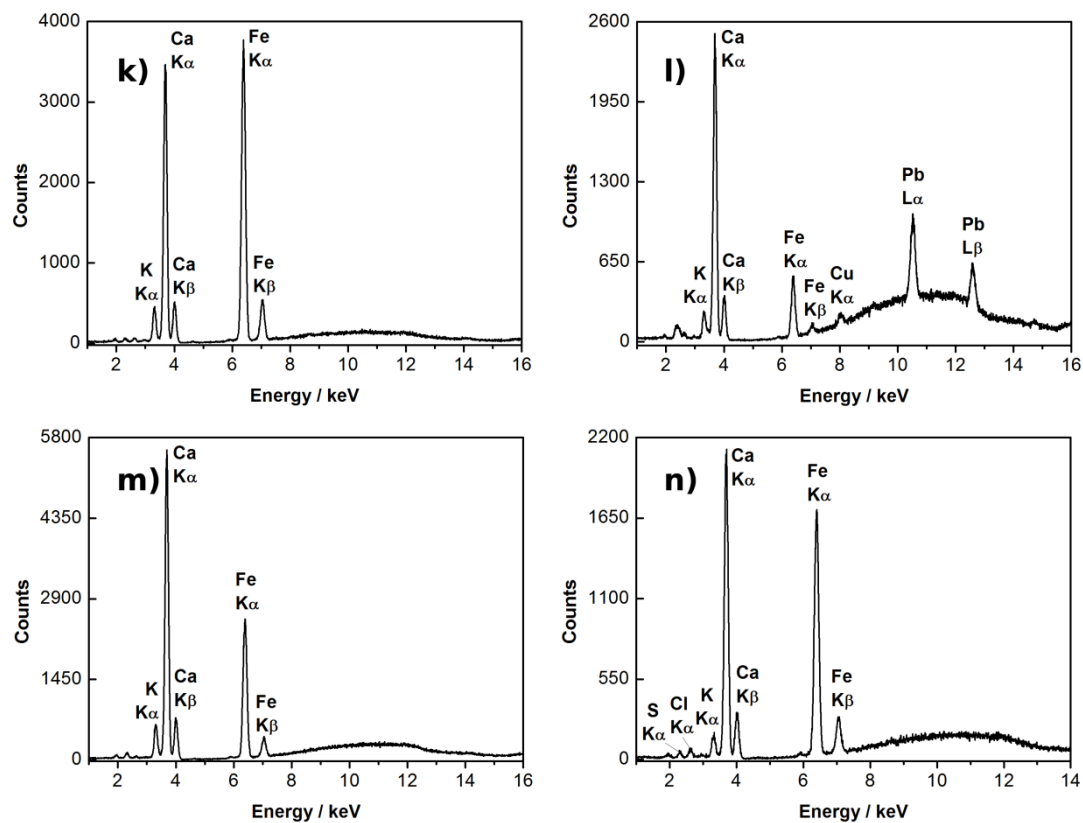 k)
Ca
Kα
Fe
Kα
K
Kα
Ca
Kβ
Fe
Kβ
4000
3000
2000
1000
0
Counts
2 4 6 8 10 12 14 16
Energy / keV
l)
Ca
Kα
K
Kα
Ca
Kβ
Fe
Kα
Fe
Kβ
Cu
Kα
Pb
Lα
Pb
Lβ
2600
1950
1300
650
0
Counts
2 4 6 8 10 12 14 16
Energy / keV
m)
Ca
Kα
K
Kα
Ca
Kβ
Fe
Kα
Fe
Kβ
5800
4350
2900
1450
0
Counts
2 4 6 8 10 12 14 16
Energy / keV
n)
Ca
Kα
Fe
Kα
S
Kα
Cl
Kα
K
Kα
Ca
Kβ
Fe
Kβ
2200
1650
1100
550
0
Counts
2 4 6 8 10 12 14
Energy / keV